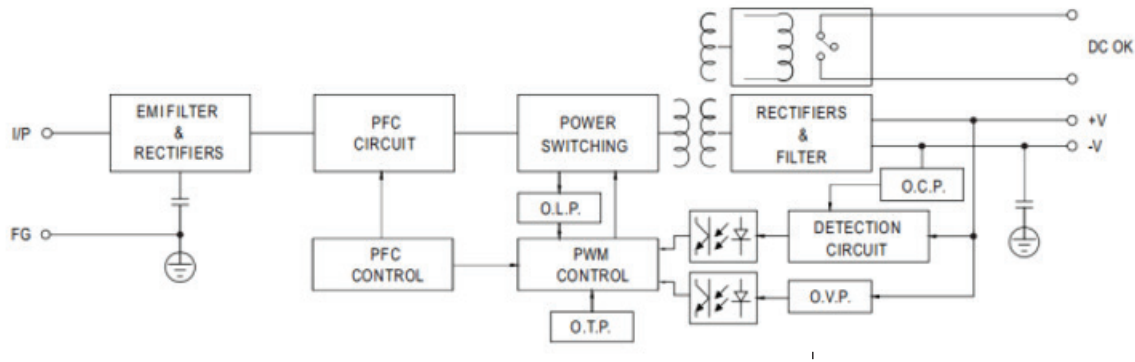 DC OK
I/P
EMI FILTER
&
RECTIFIERS
PFC
CIRCUIT
POWER
SWITCHING
RECTIFIERS
&
FILTER
+V
-V
O.C.P.
O.L.P.
FG
PFC
CONTROL
PWM
CONTROL
DETECTION
CIRCUIT
O.V.P.
O.T.P.